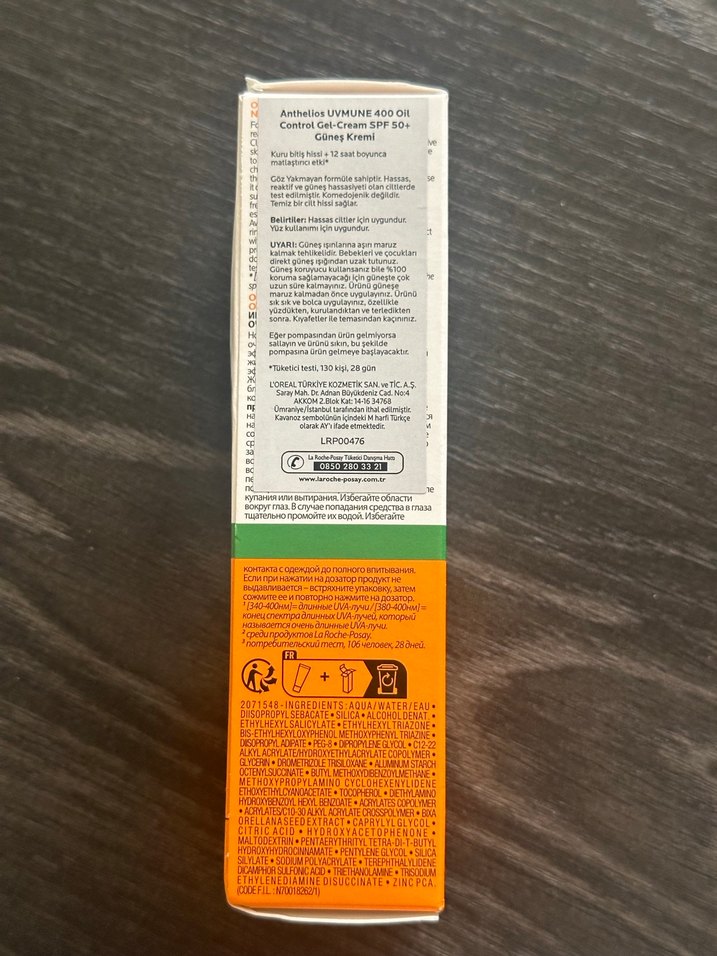 Anthelios UVMUNE 400 Oil
Control Gel-Cream SPF 50+
Güneş Kremi
Kuru bitiş hissi + 12 saat boyunca
matlaştırıcı etki*
Göz Yakmayan formüle sahiptir. Hassas,
reaktif ve güneş hassasiyeti olan ciltlerde
test edilmiştir. Komedojenik değildir.
Temiz bir cilt hissi sağlar.
Belirtiler: Hassas ciltler için uygundur.
Yüz kullanımı için uygundur.
UYARI: Güneş ışınlarına aşırı maruz
kalmak tehlikelidir. Bebekleri ve çocukları
direkt güneş ışığından uzak tutunuz.
Güneş koruyucu kullansanız bile %100
koruma sağlamayacağı için güneşte çok
uzun süre kalmayınız. Ürünü güneşe
maruz kalmadan önce uygulayınız. Ürünü
sık sık ve bolca uygulayınız, özellikle
yüzdükten, kurulandıktan ve terledikten
sonra. Kıyafetler ile temasından kaçınınız.
Eğer pompasından ürün gelmiyorsa
sallayın ve ürünü sıkın, bu şekilde
pompasına ürün gelmeye başlayacaktır.
*Tüketici testi, 130 kişi, 28 gün
L'OREAL TÜRKİYE KOZMETİK SAN. ve TİC. A.Ş.
Saray Mah. Dr. Adnan Büyükdeniz Cad. No:4
AKKOM 2.Blok Kat: 14-16 34768
Ümraniye/İstanbul tarafından ithal edilmiştir.
Kavanoz sembolünün içindeki M harfi Türkçe
olarak AY'ı ifade etmektedir.
LRP00476
La Roche-Posay Tüketici Danışma Hattı
0850 280 33 21
www.laroche-posay.com.tr
купания или вытирания. Избегайте области
вокруг глаз. В случае попадания средства в глаза
тщательно промойте их водой. Избегайте
контакта с одеждой до полного впитывания.
Если при нажатии на дозатор продукт не
выдавливается – встряхните упаковку, затем
сожмите ее и повторно нажмите на дозатор.
¹ [340-400нм]= длинные UVA-лучи / [380-400нм] =
конец спектра длинных UVA-лучей, который
называется очень длинные UVA-лучи.
² среди продуктов La Roche-Posay.
³ потребительский тест, 106 человек, 28 дней.
FR
+
2071548 - INGREDIENTS: AQUA / WATER / EAU •
DIISOPROPYL SEBACATE • SILICA • ALCOHOL DENAT. •
ETHYLHEXYL SALICYLATE • ETHYLHEXYL TRIAZONE •
BIS-ETHYLHEXYLOXYPHENOL METHOXYPHENYL TRIAZINE •
DIISOPROPYL ADIPATE • PEG-8 • DIPROPYLENE GLYCOL • C12-22
ALKYL ACRYLATE/HYDROXYETHYLACRYLATE COPOLYMER •
GLYCERIN • DROMETRIZOLE TRISILOXANE • ALUMINUM STARCH
OCTENYLSUCCINATE • BUTYL METHOXYDIBENZOYLMETHANE •
METHOXYPROPYLAMINO CYCLOHEXENYLIDENE
ETHOXYETHYLCYANOACETATE • TOCOPHEROL • DIETHYLAMINO
HYDROXYBENZOYL HEXYL BENZOATE • ACRYLATES COPOLYMER
• ACRYLATES/C10-30 ALKYL ACRYLATE CROSSPOLYMER • BIXA
ORELLANA SEED EXTRACT • CAPRYLYL GLYCOL •
CITRIC ACID • HYDROXYACETOPHENONE •
MALTODEXTRIN • PENTAERYTHRITYL TETRA-DI-T-BUTYL
HYDROXYHYDROCINNAMATE • PENTYLENE GLYCOL • SILICA
SILYLATE • SODIUM POLYACRYLATE • TEREPHTHALYLIDENE
DICAMPHOR SULFONIC ACID • TRIETHANOLAMINE • TRISODIUM
ETHYLENEDIAMINE DISUCCINATE • ZINC PCA.
(CODE F.I.L. : N70018262/1)